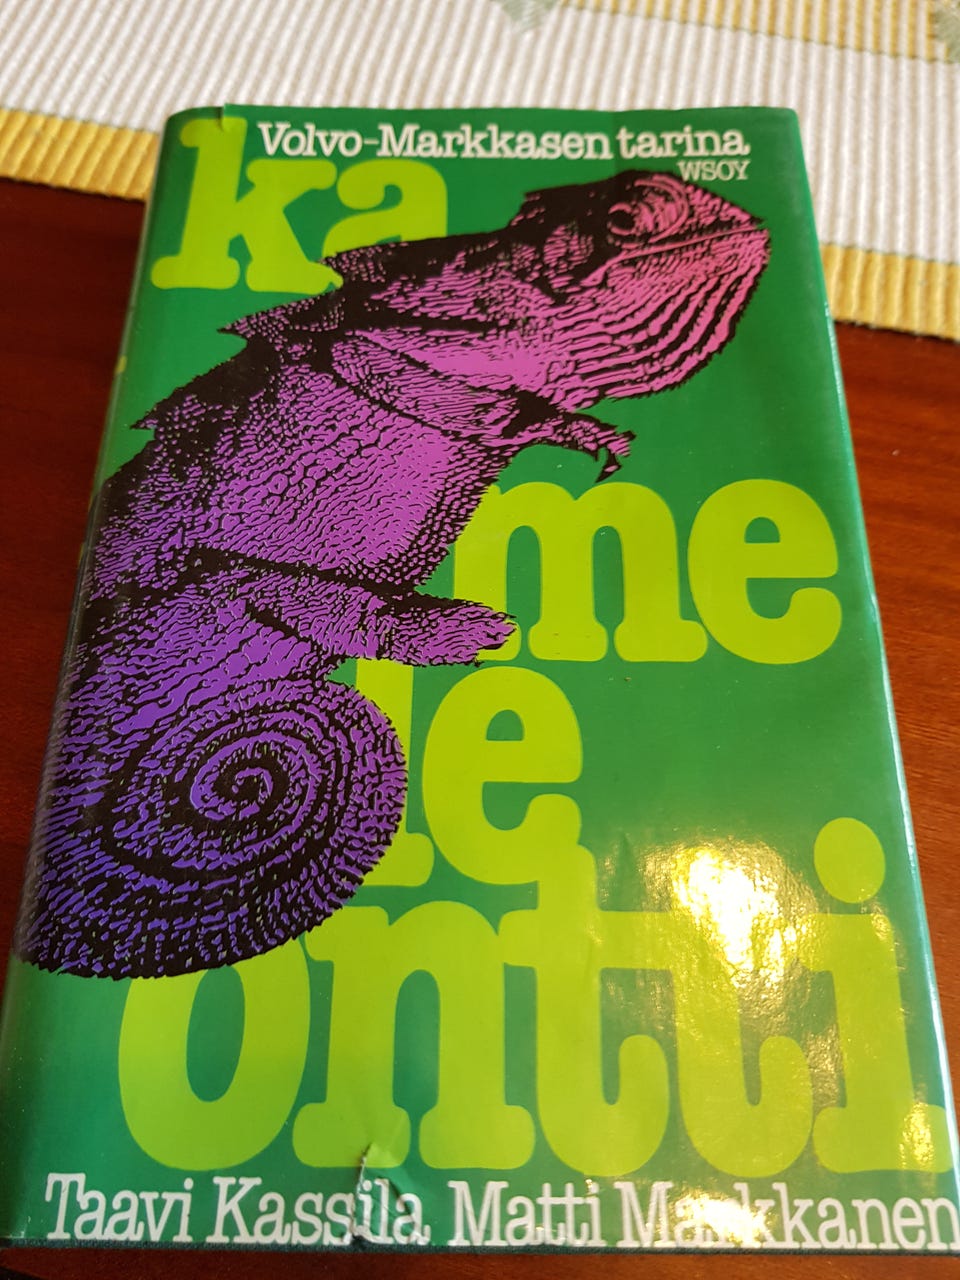 Volvo-Markkasen tarina
WSOY
ka
me
le
ontti
Taavi Kassila Matti Markkanen